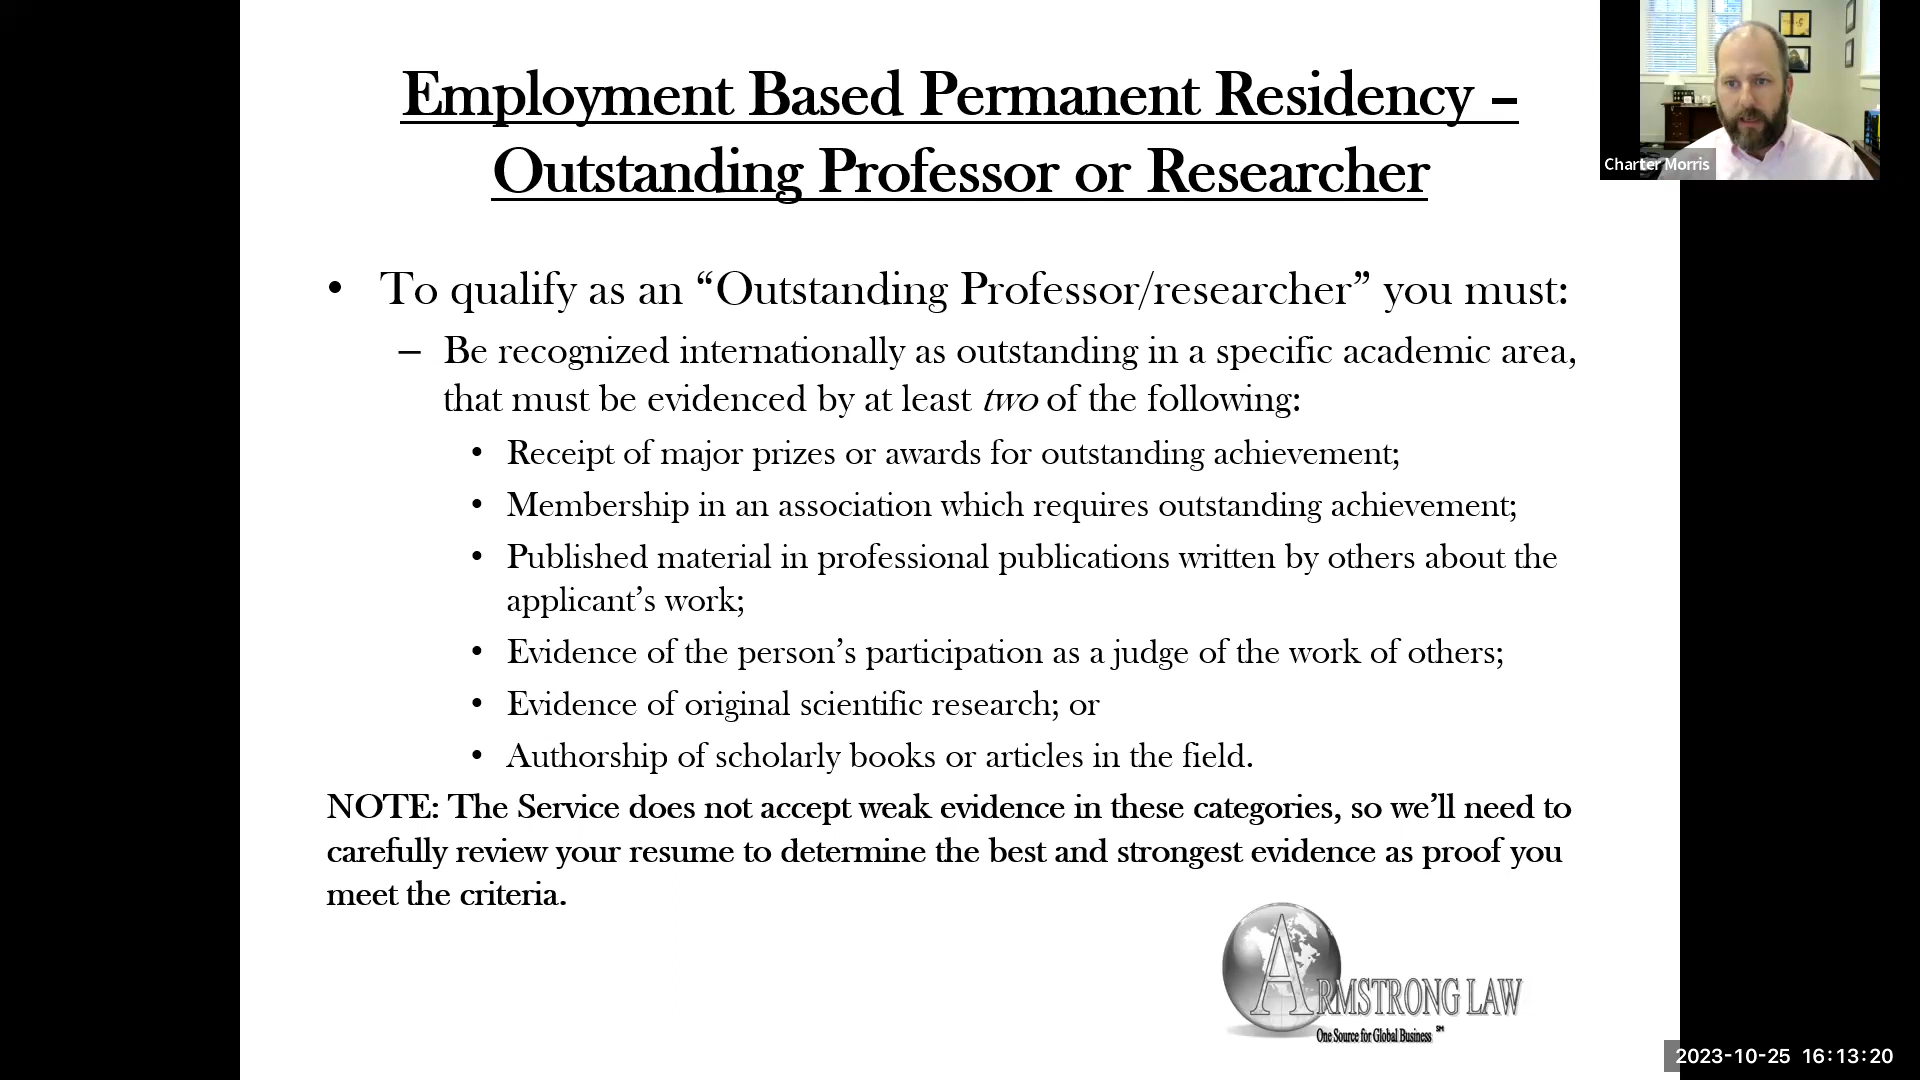 Employment Based Permanent Residency –
Outstanding Professor or Researcher
Charter Morris
• To qualify as an “Outstanding Professor/researcher” you must:
– Be recognized internationally as outstanding in a specific academic area,
that must be evidenced by at least two of the following:
• Receipt of major prizes or awards for outstanding achievement;
• Membership in an association which requires outstanding achievement;
• Published material in professional publications written by others about the
applicant’s work;
• Evidence of the person’s participation as a judge of the work of others;
• Evidence of original scientific research; or
• Authorship of scholarly books or articles in the field.
NOTE: The Service does not accept weak evidence in these categories, so we’ll need to
carefully review your resume to determine the best and strongest evidence as proof you
meet the criteria.
ARMSTRONG LAW
One Source for Global Business SM
2023-10-25 16:13:20